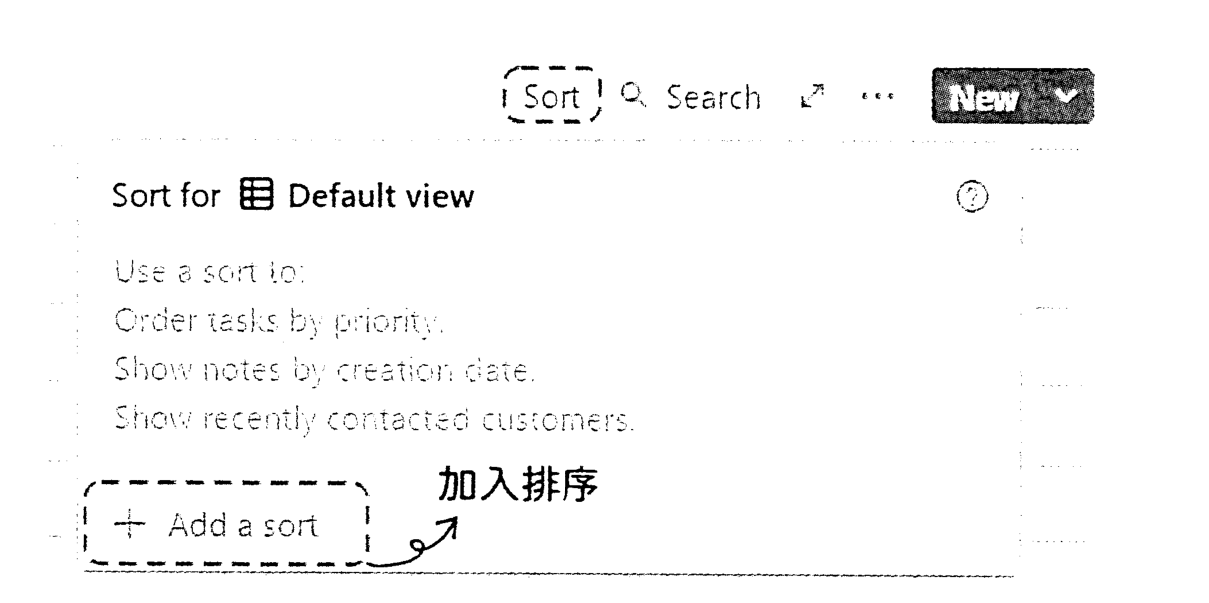 Sort Search ... New
Sort for Default view
Use a sort to:
Order tasks by priority.
Show notes by creation date.
Show recently contacted customers.
加入排序
+ Add a sort